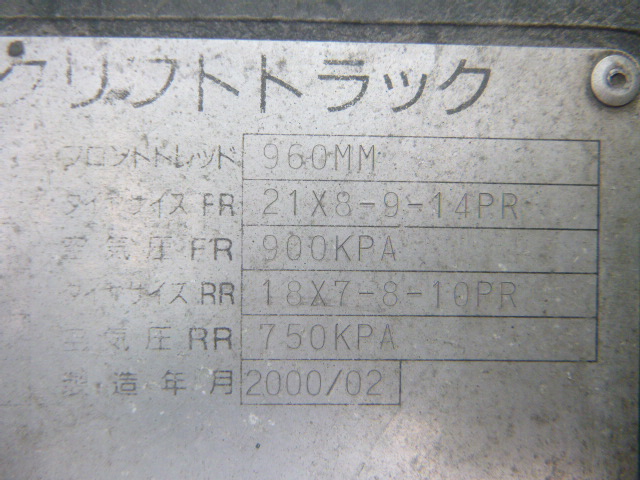 クリフトトラック
フロントトレッド 960MM
タイヤサイズ FR 21X8-9-14PR
空気圧 FR 900KPA
タイヤサイズ RR 18X7-8-10PR
空気圧 RR 750KPA
製造年月 2000/02